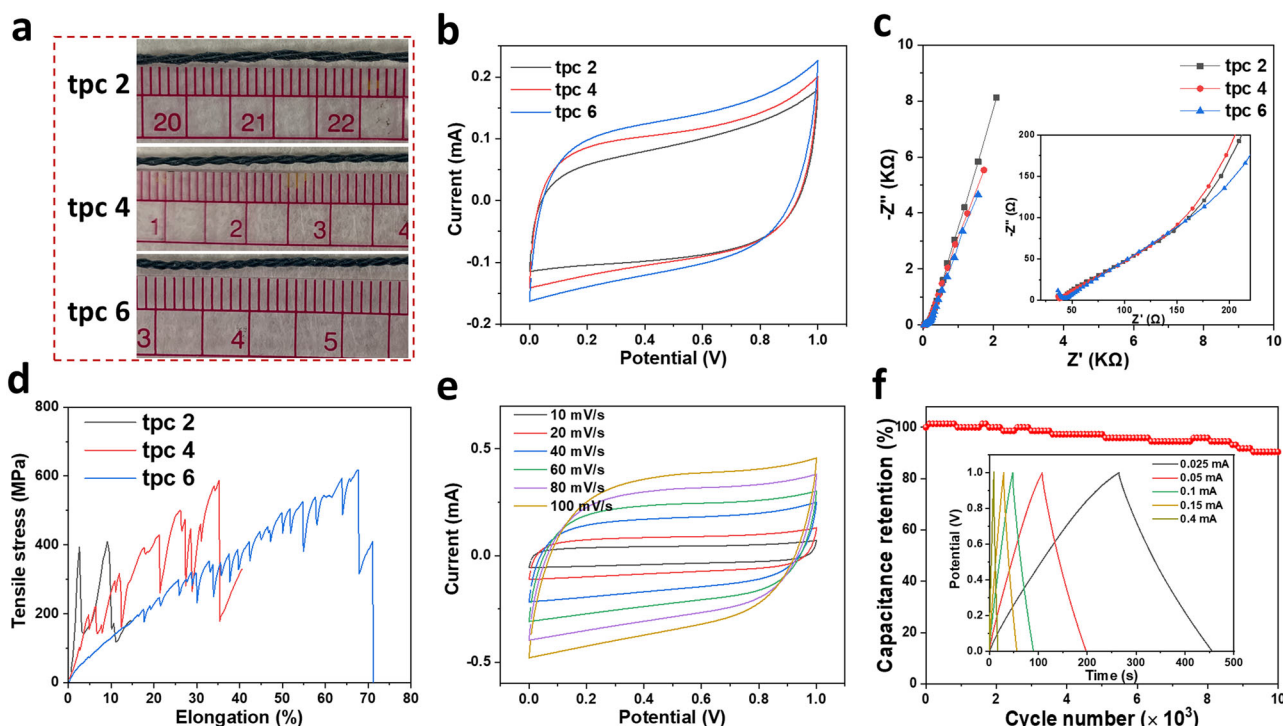 a
tpc 2
20 21 22
tpc 4
1 2 3 4
tpc 6
3 4 5
b
tpc 2
tpc 4
tpc 6
Current (mA)
0.2
0.1
0.0
-0.1
-0.2
0.0 0.2 0.4 0.6 0.8 1.0
Potential (V)
c
tpc 2
tpc 4
tpc 6
-Z'' (KΩ)
10
8
6
4
2
0
0 2 4 6 8 10
Z' (KΩ)
-Z'' (Ω)
200
150
100
50
0
50 100 150 200
Z' (Ω)
d
tpc 2
tpc 4
tpc 6
Tensile stress (MPa)
800
600
400
200
0
0 10 20 30 40 50 60 70 80
Elongation (%)
e
10 mV/s
20 mV/s
40 mV/s
60 mV/s
80 mV/s
100 mV/s
Current (mA)
0.5
0.0
-0.5
0.0 0.2 0.4 0.6 0.8 1.0
Potential (V)
f
Capacitance retention (%)
100
80
60
40
20
0
0 2 4 6 8 10
Cycle number (× 10³)
0.025 mA
0.05 mA
0.1 mA
0.15 mA
0.4 mA
Potential (V)
1.0
0.8
0.6
0.4
0.2
0.0
0 100 200 300 400 500
Time (s)